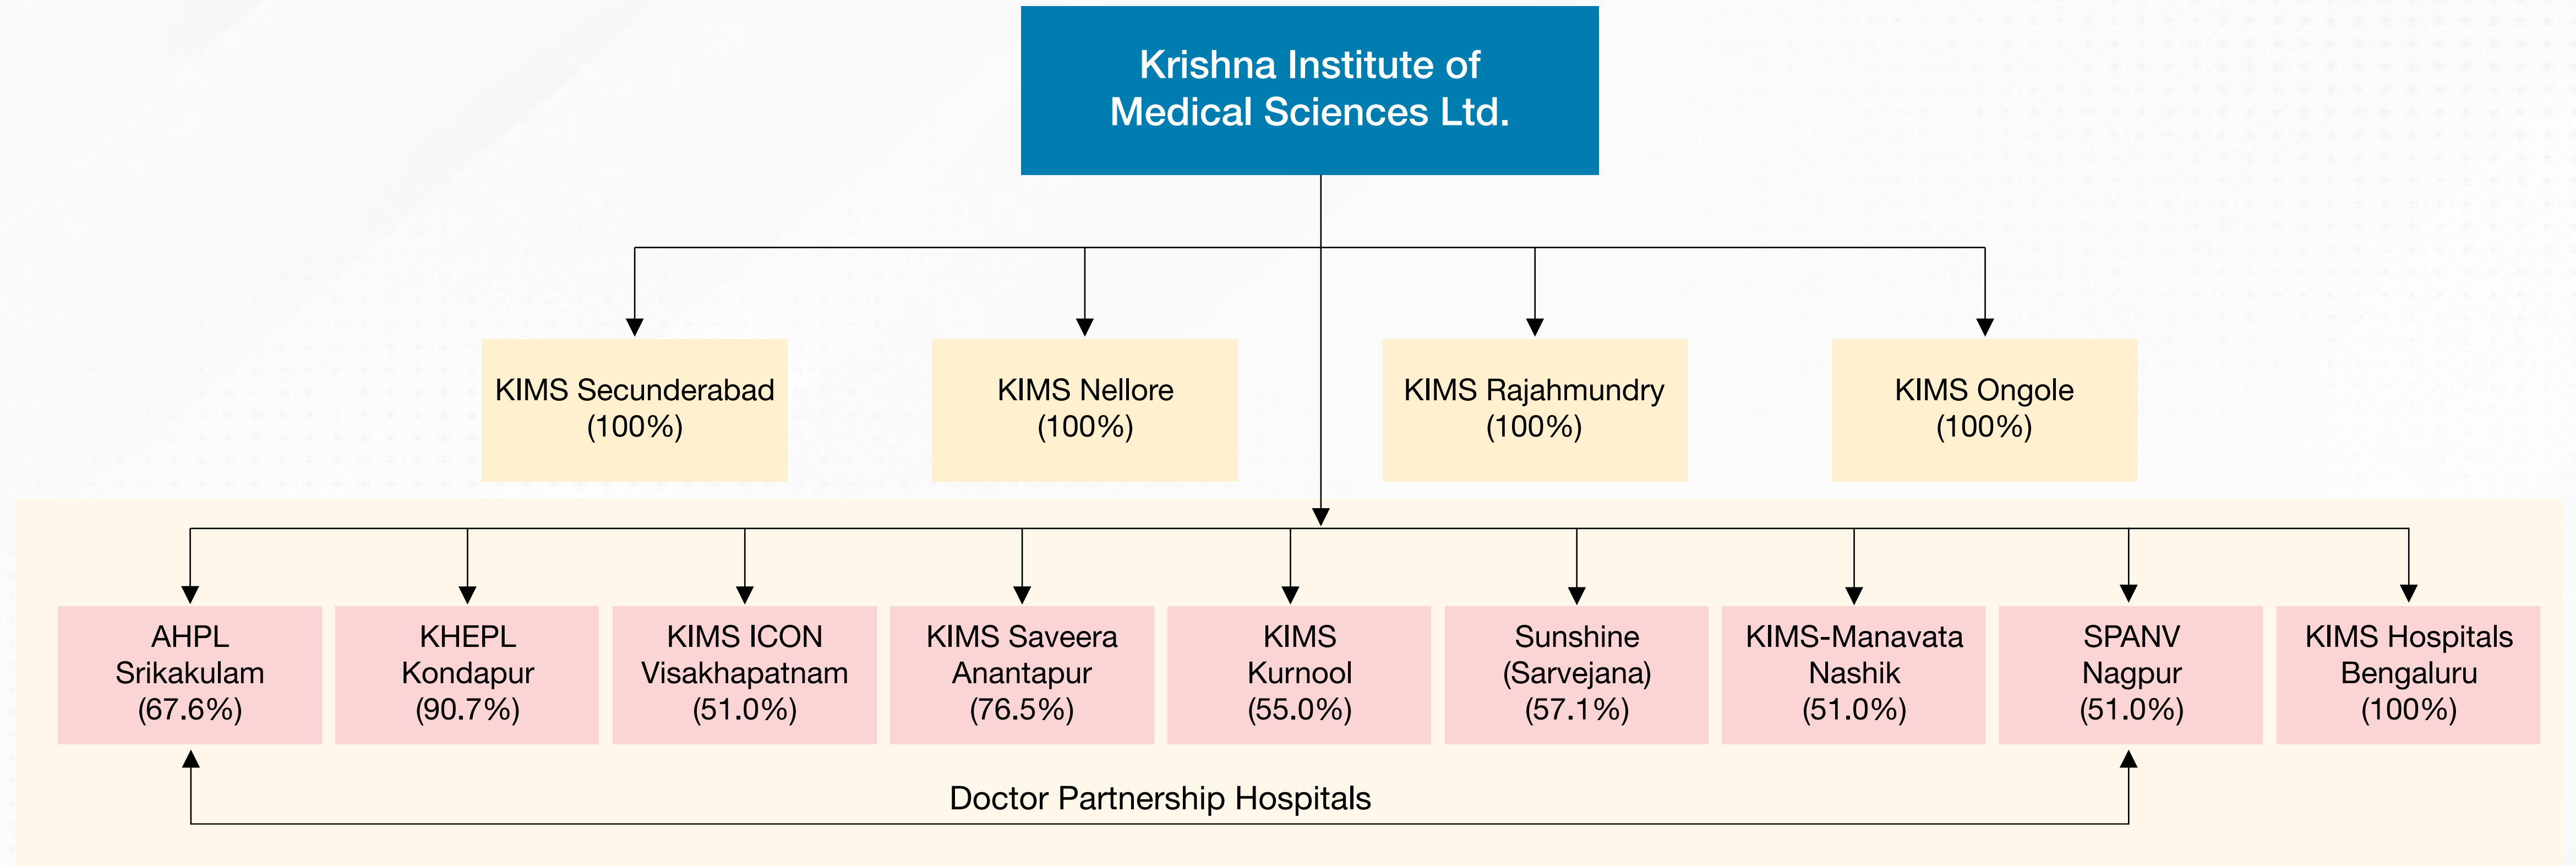 Krishna Institute of
Medical Sciences Ltd.
KIMS Secunderabad
(100%)
KIMS Nellore
(100%)
KIMS Rajahmundry
(100%)
KIMS Ongole
(100%)
AHPL
Srikakulam
(67.6%)
KHEPL
Kondapur
(90.7%)
KIMS ICON
Visakhapatnam
(51.0%)
KIMS Saveera
Anantapur
(76.5%)
KIMS
Kurnool
(55.0%)
Sunshine
(Sarvejana)
(57.1%)
KIMS-Manavata
Nashik
(51.0%)
SPANV
Nagpur
(51.0%)
KIMS Hospitals
Bengaluru
(100%)
Doctor Partnership Hospitals